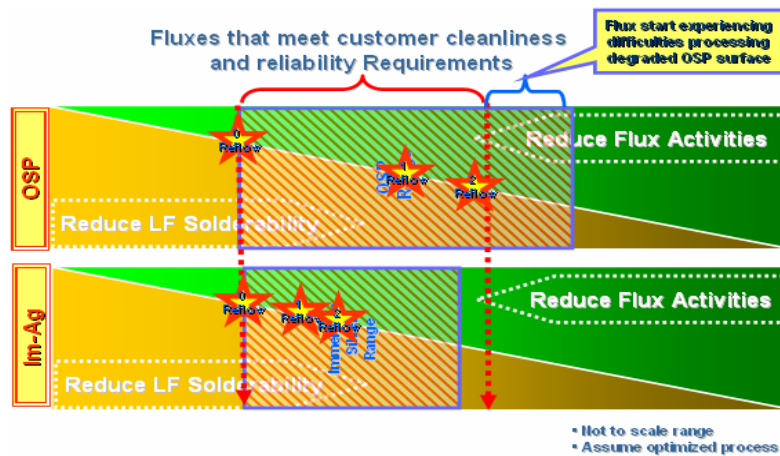 Fluxes that meet customer cleanliness
and reliability Requirements
Flux start experiencing
difficulties processing
degraded OSP surface
OSP
0
Reflow
1
Reflow
2
Reflow
OSP
Reduce Flux Activities
Reduce LF Solderability
Im-Ag
0
Reflow
1
Reflow
2
Reflow
Range
Reduce Flux Activities
Reduce LF Solderability
▪ Not to scale range
▪ Assume optimized process